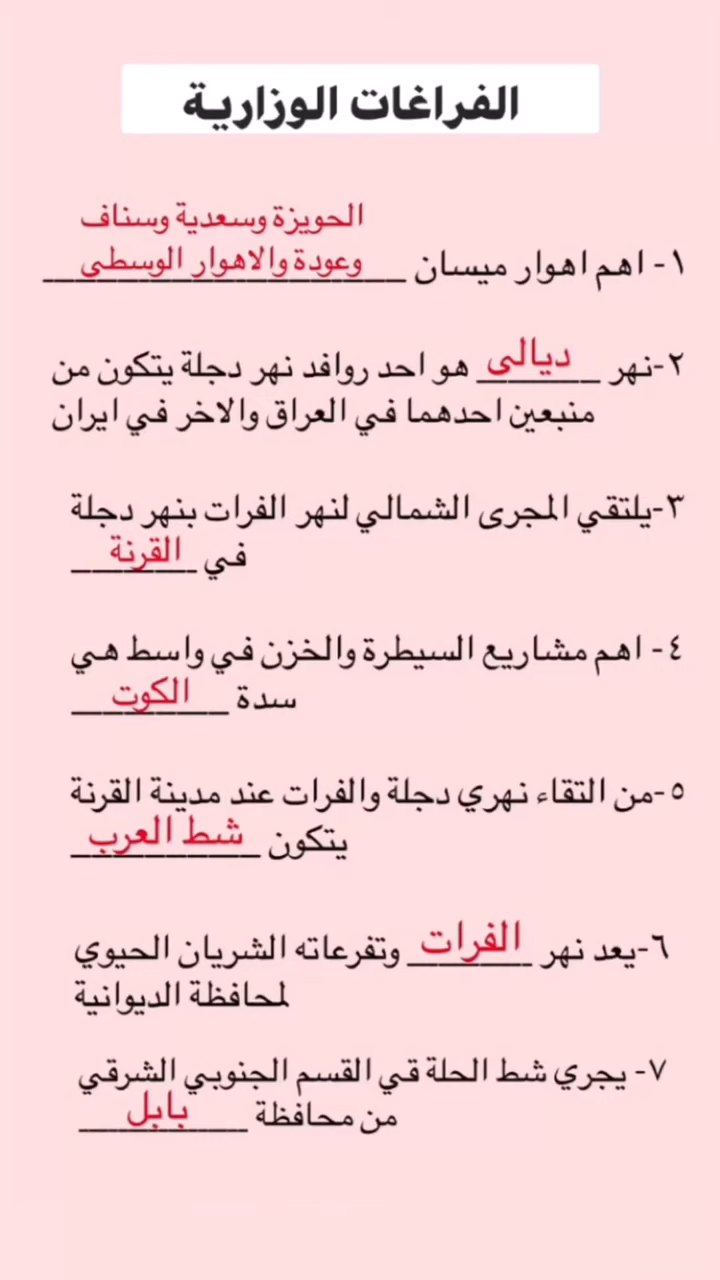 الفراغات الوزارية
الحويزة وسعدية وسناف
١- اهم اهوار ميسان وعودة والاهوار الوسطى
٢-نهر ديالى هو احد روافد نهر دجلة يتكون من
منبعين احدهما في العراق والاخر في ايران
٣-يلتقي المجرى الشمالي لنهر الفرات بنهر دجلة
في القرنة
٤- اهم مشاريع السيطرة والخزن في واسط هي
سدة الكوت
٥-من التقاء نهري دجلة والفرات عند مدينة القرنة
يتكون شط العرب
٦-يعد نهر الفرات وتفرعاته الشريان الحيوي
لمحافظة الديوانية
٧- يجري شط الحلة قي القسم الجنوبي الشرقي
من محافظة بابل